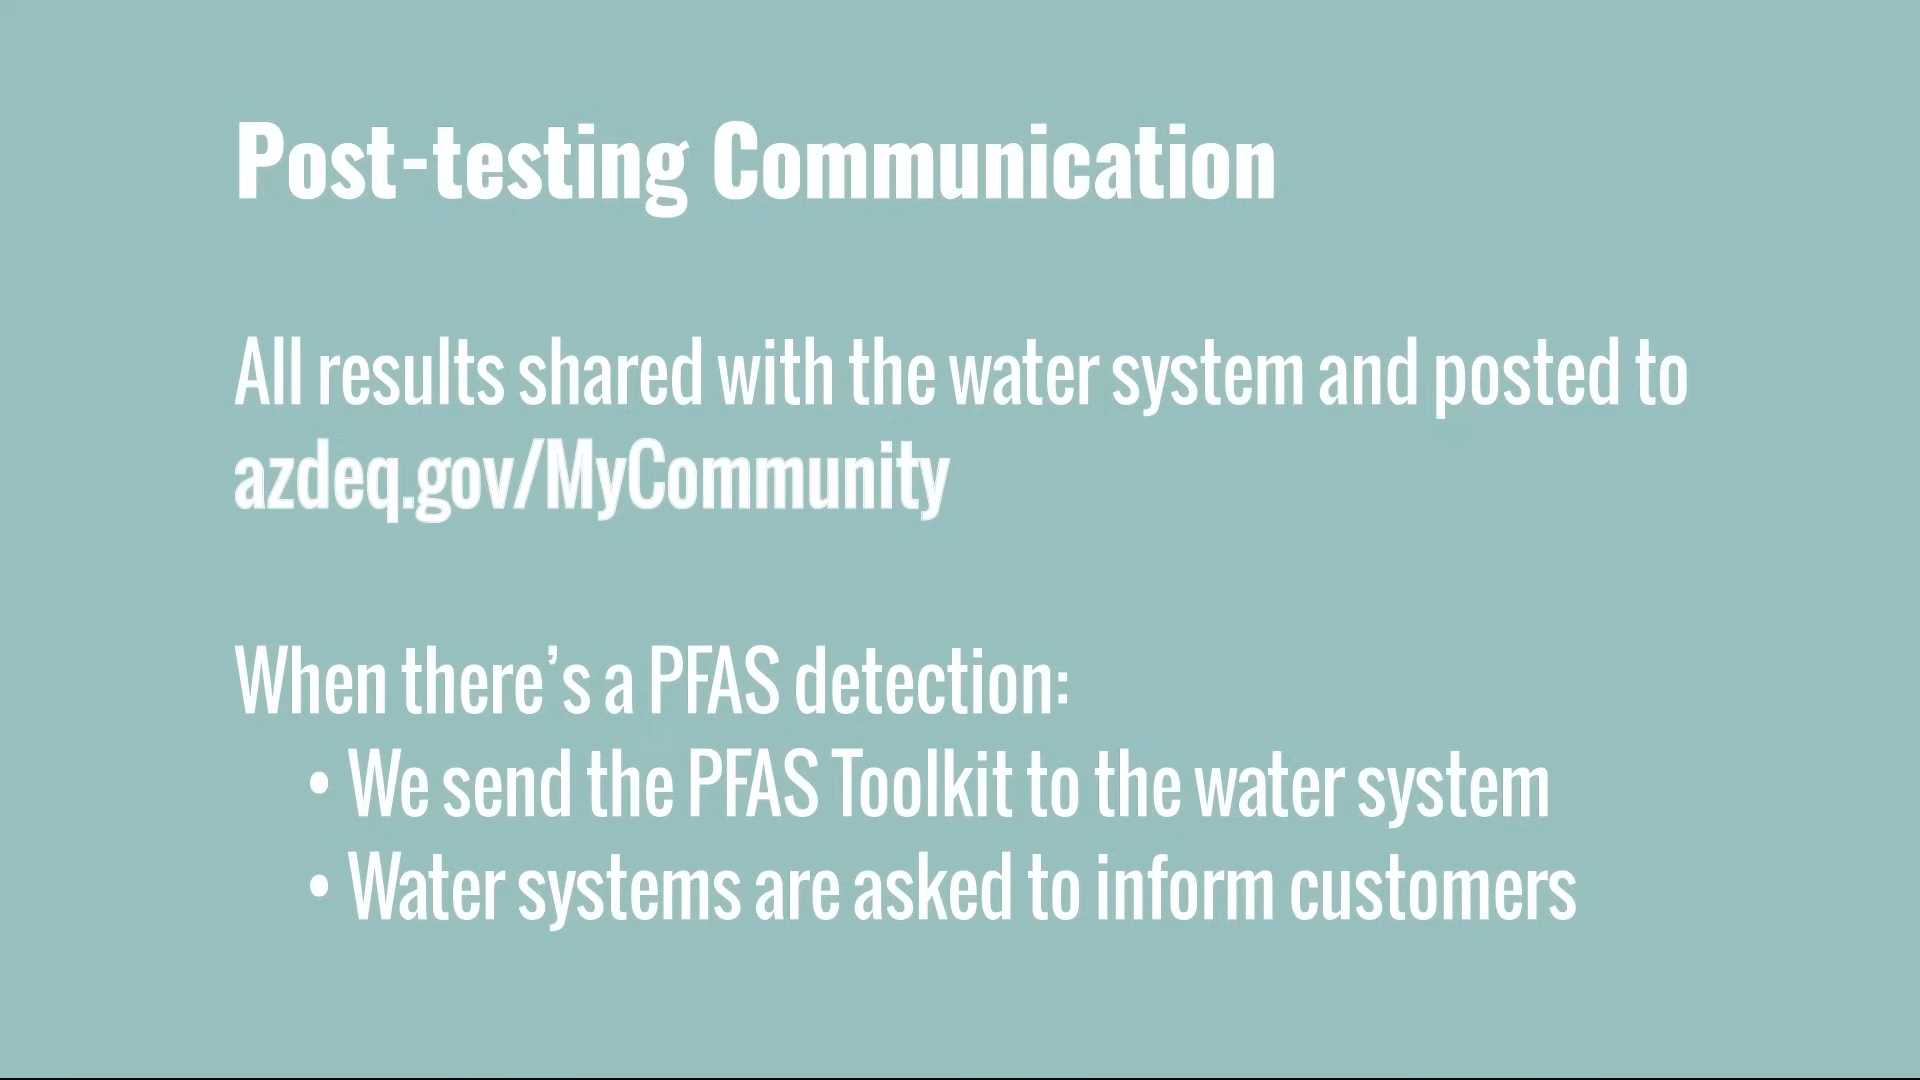 Post-testing Communication
All results shared with the water system and posted to
azdeq.gov/MyCommunity
When there’s a PFAS detection:
• We send the PFAS Toolkit to the water system
• Water systems are asked to inform customers